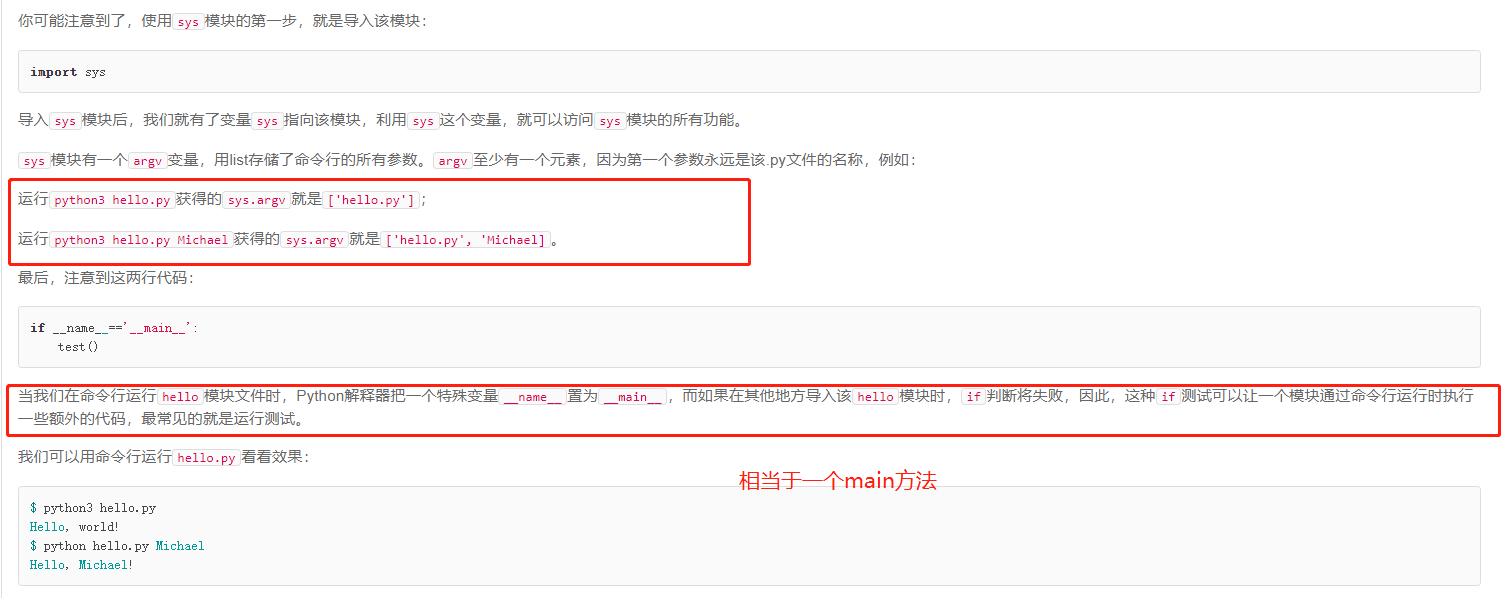 你可能注意到了，使用sys模块的第一步，就是导入该模块：
import sys
导入sys模块后，我们就有了变量sys指向该模块，利用sys这个变量，就可以访问sys模块的所有功能。
sys模块有一个argv变量，用list存储了命令行的所有参数。argv至少有一个元素，因为第一个参数永远是该.py文件的名称，例如：
运行python3 hello.py获得的sys.argv就是['hello.py']；
运行python3 hello.py Michael获得的sys.argv就是['hello.py', 'Michael]。
最后，注意到这两行代码：
if __name__=='__main__':
    test()
当我们在命令行运行hello模块文件时，Python解释器把一个特殊变量__name__置为__main__，而如果在其他地方导入该hello模块时，if判断将失败，因此，这种if测试可以让一个模块通过命令行运行时执行
一些额外的代码，最常见的就是运行测试。
我们可以用命令行运行hello.py看看效果：
相当于一个main方法
$ python3 hello.py
Hello, world!
$ python hello.py Michael
Hello, Michael!